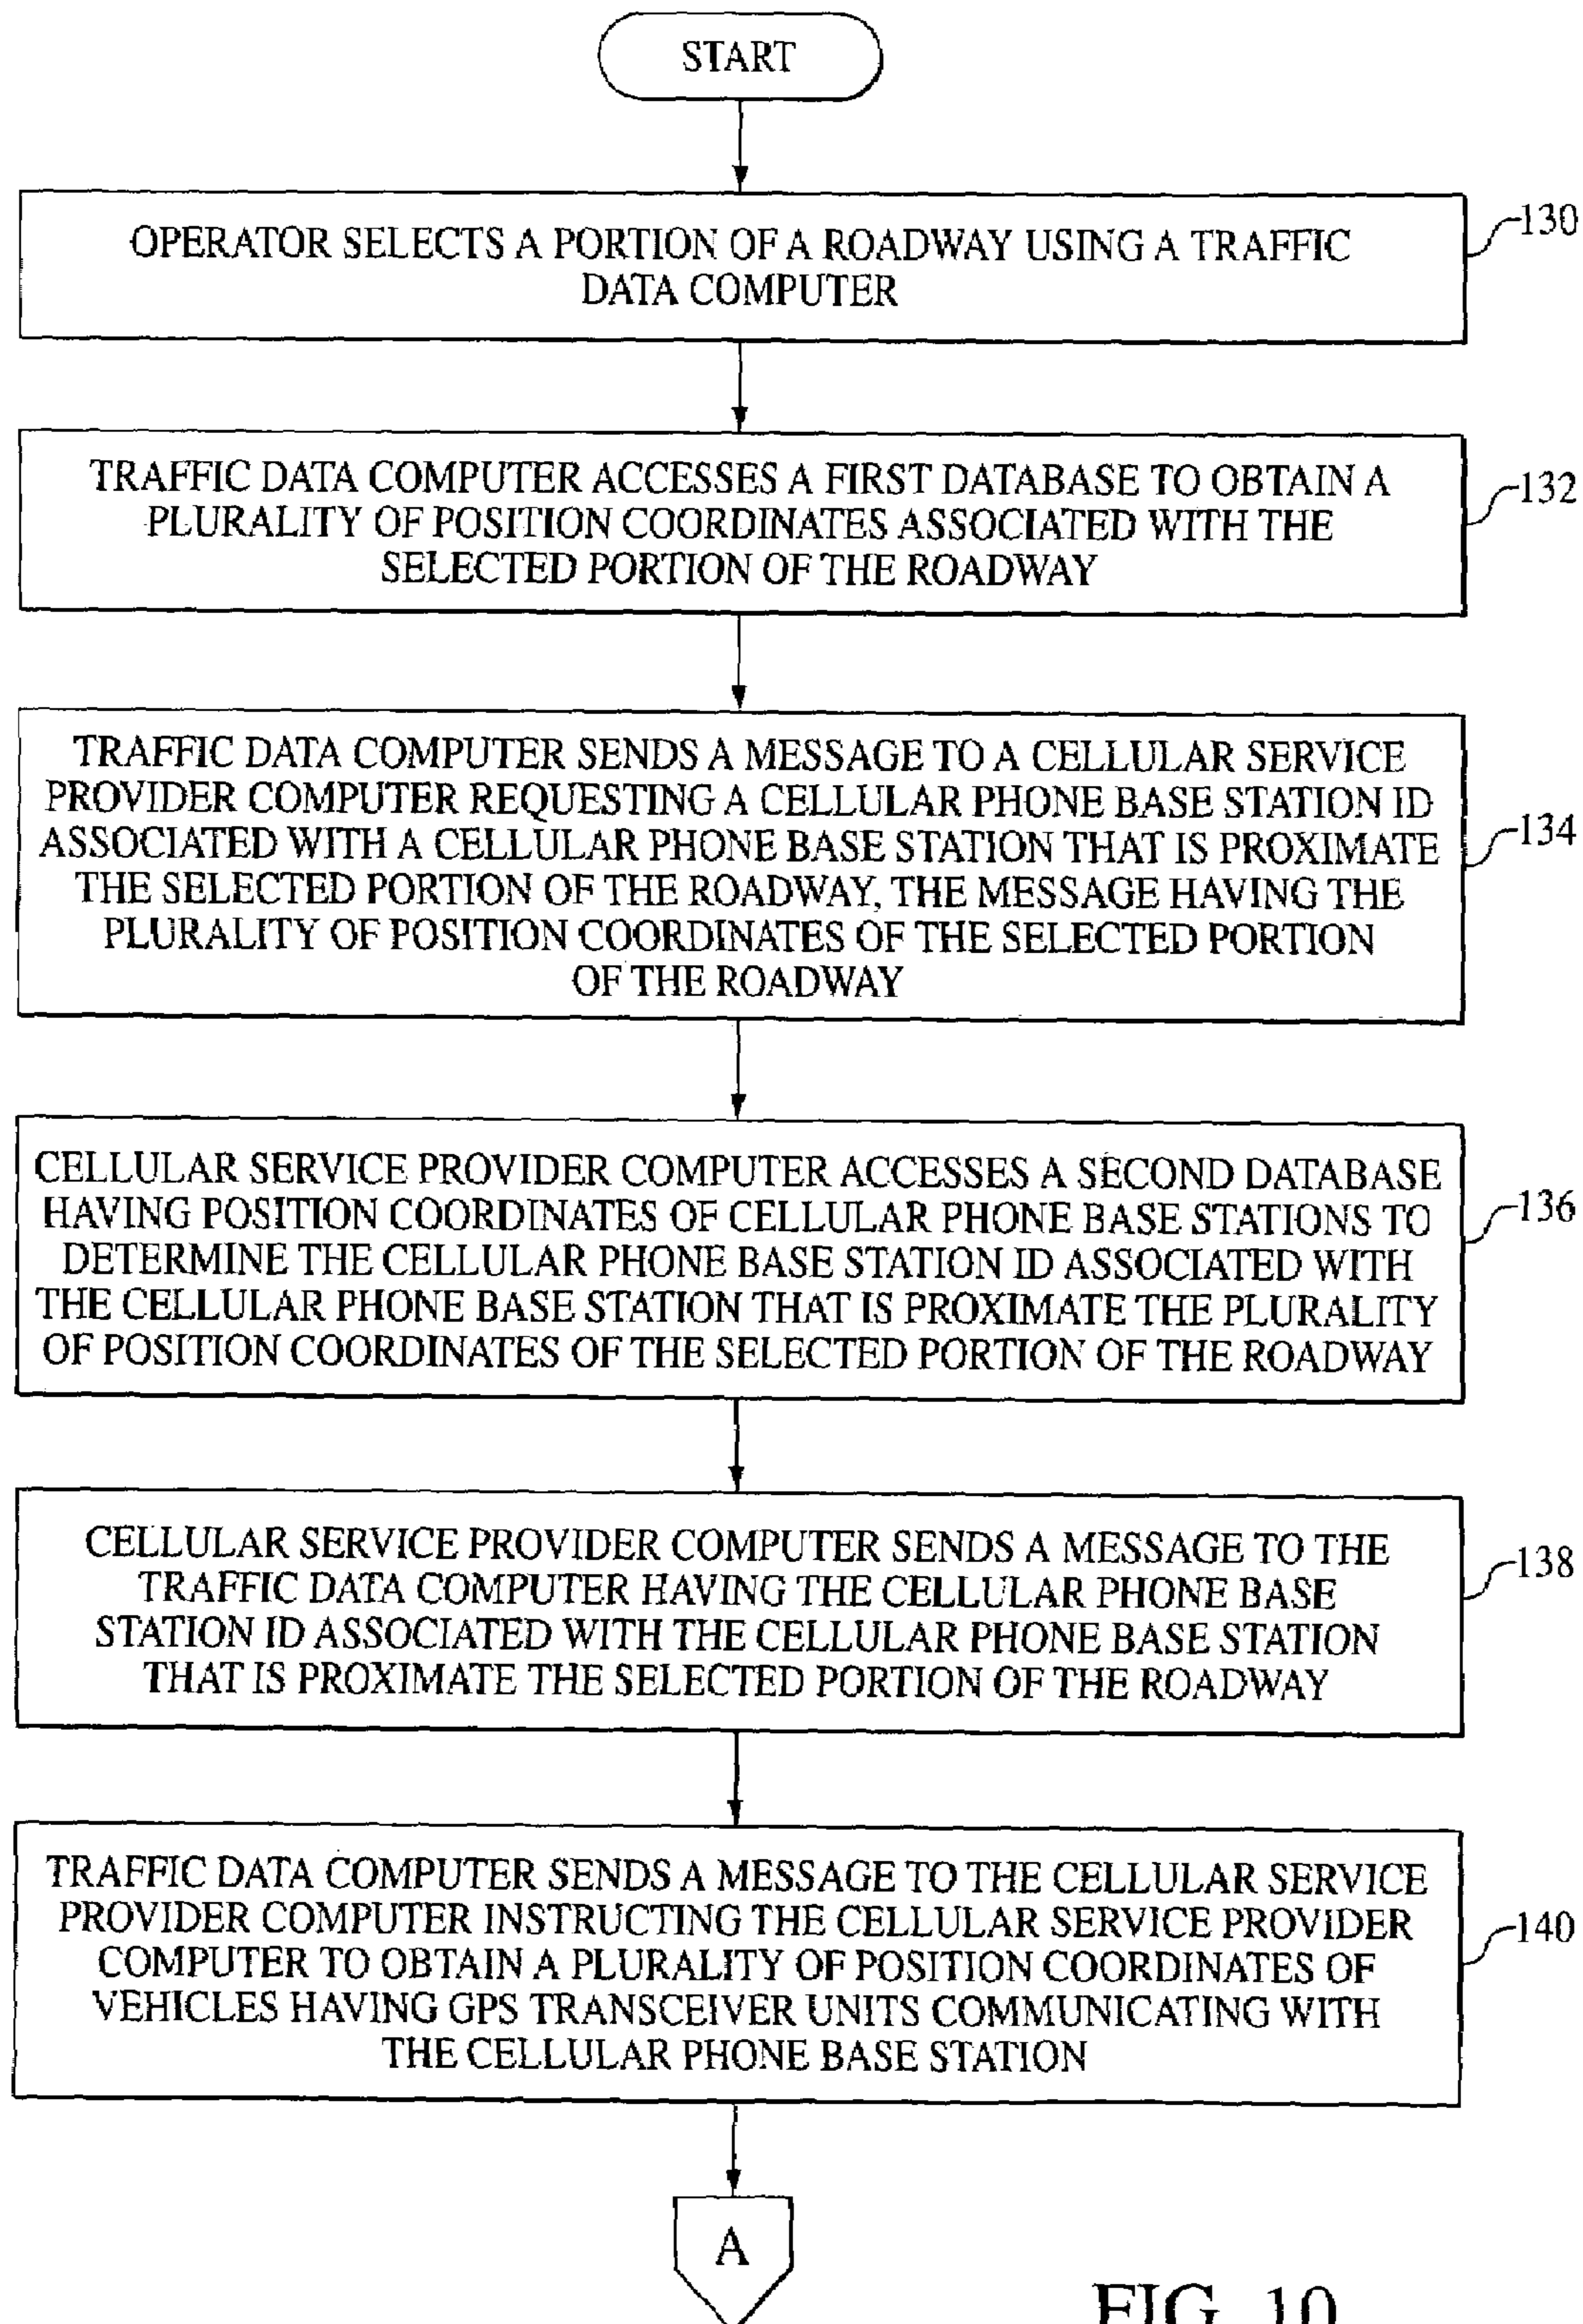 START
OPERATOR SELECTS A PORTION OF A ROADWAY USING A TRAFFIC
DATA COMPUTER
130
TRAFFIC DATA COMPUTER ACCESSES A FIRST DATABASE TO OBTAIN A
PLURALITY OF POSITION COORDINATES ASSOCIATED WITH THE
SELECTED PORTION OF THE ROADWAY
132
TRAFFIC DATA COMPUTER SENDS A MESSAGE TO A CELLULAR SERVICE
PROVIDER COMPUTER REQUESTING A CELLULAR PHONE BASE STATION ID
ASSOCIATED WITH A CELLULAR PHONE BASE STATION THAT IS PROXIMATE
THE SELECTED PORTION OF THE ROADWAY, THE MESSAGE HAVING THE
PLURALITY OF POSITION COORDINATES OF THE SELECTED PORTION
OF THE ROADWAY
134
CELLULAR SERVICE PROVIDER COMPUTER ACCESSES A SECOND DATABASE
HAVING POSITION COORDINATES OF CELLULAR PHONE BASE STATIONS TO
DETERMINE THE CELLULAR PHONE BASE STATION ID ASSOCIATED WITH
THE CELLULAR PHONE BASE STATION THAT IS PROXIMATE THE PLURALITY
OF POSITION COORDINATES OF THE SELECTED PORTION OF THE ROADWAY
136
CELLULAR SERVICE PROVIDER COMPUTER SENDS A MESSAGE TO THE
TRAFFIC DATA COMPUTER HAVING THE CELLULAR PHONE BASE
STATION ID ASSOCIATED WITH THE CELLULAR PHONE BASE STATION
THAT IS PROXIMATE THE SELECTED PORTION OF THE ROADWAY
138
TRAFFIC DATA COMPUTER SENDS A MESSAGE TO THE CELLULAR SERVICE
PROVIDER COMPUTER INSTRUCTING THE CELLULAR SERVICE PROVIDER
COMPUTER TO OBTAIN A PLURALITY OF POSITION COORDINATES OF
VEHICLES HAVING GPS TRANSCEIVER UNITS COMMUNICATING WITH
THE CELLULAR PHONE BASE STATION
140
A
FIG. 10